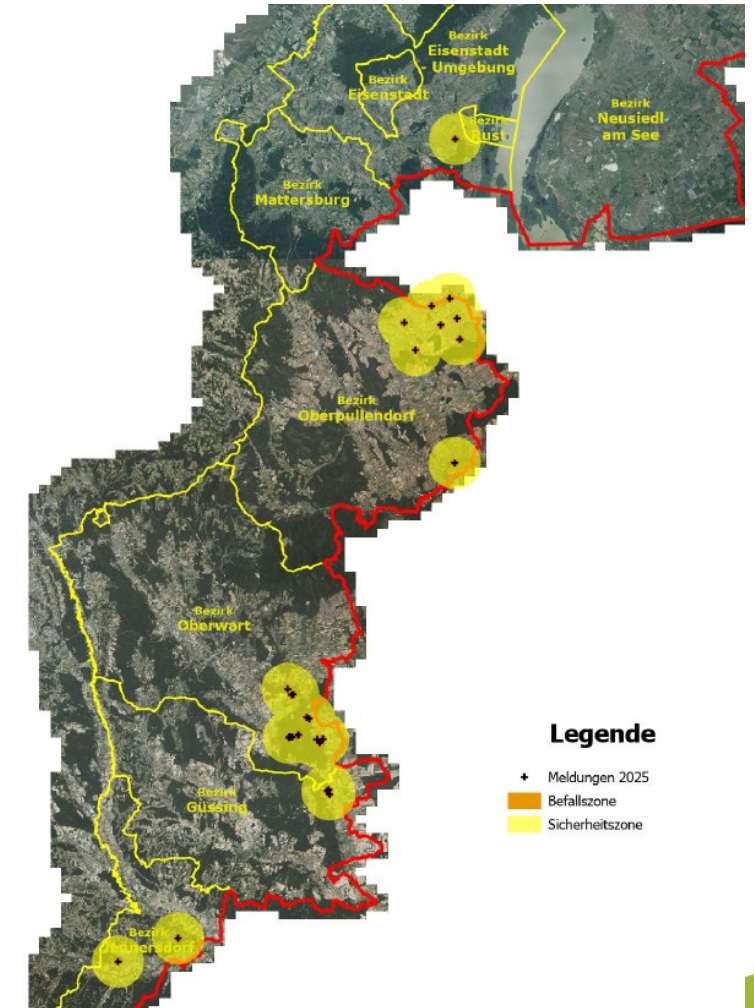 Bezirk
Eisenstadt
- Umgebung
Bezirk
Eisenstadt
Bezirk
Rust
Bezirk
Neusiedl
am See
Bezirk
Mattersburg
Bezirk
Oberpullendorf
Bezirk
Oberwart
Bezirk
Güssing
Bezirk
Jennersdorf
Legende
Meldungen 2025
Befallszone
Sicherheitszone